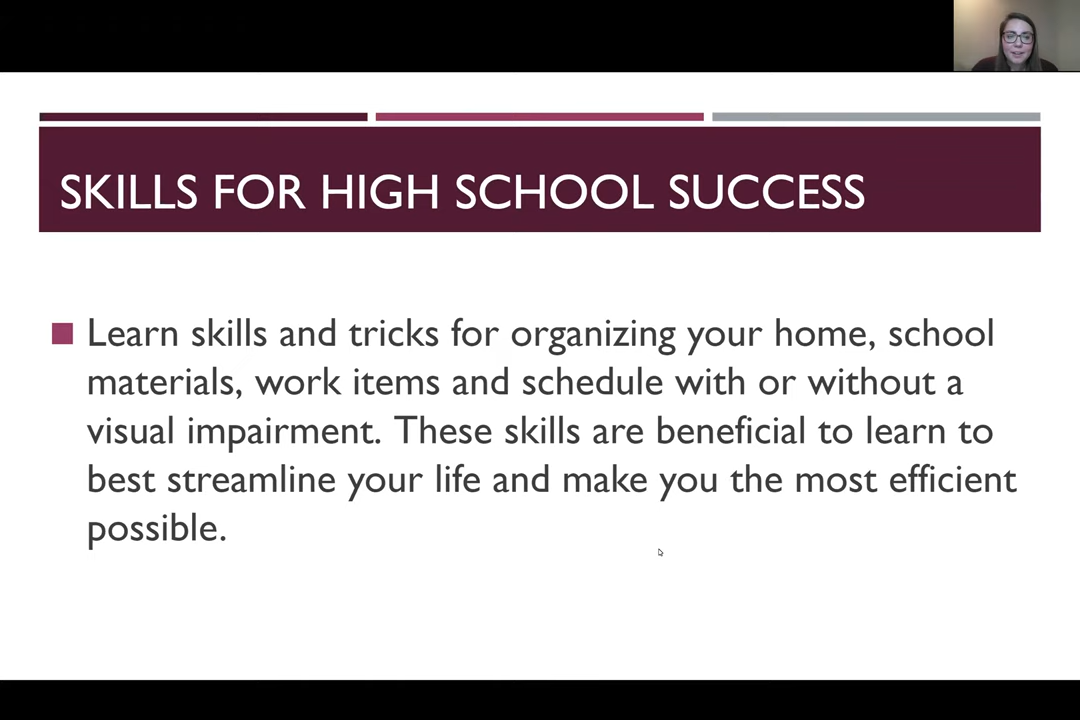 SKILLS FOR HIGH SCHOOL SUCCESS
Learn skills and tricks for organizing your home, school
materials, work items and schedule with or without a
visual impairment. These skills are beneficial to learn to
best streamline your life and make you the most efficient
possible.